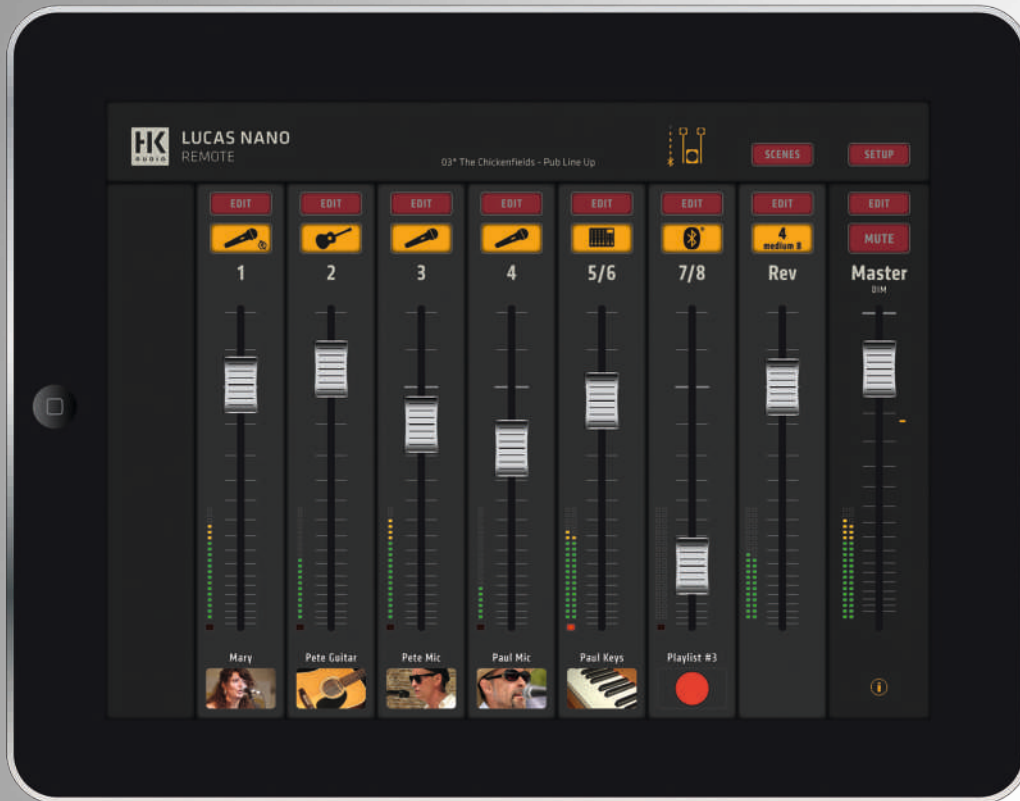 HK
AUDIO
LUCAS NANO
REMOTE
03* The Chickenfields - Pub Line Up
SCENES
SETUP
EDIT EDIT EDIT EDIT EDIT EDIT EDIT EDIT
4
medium B
MUTE
1 2 3 4 5/6 7/8 Rev Master
DIM
Mary Pete Guitar Pete Mic Paul Mic Paul Keys Playlist #3
i